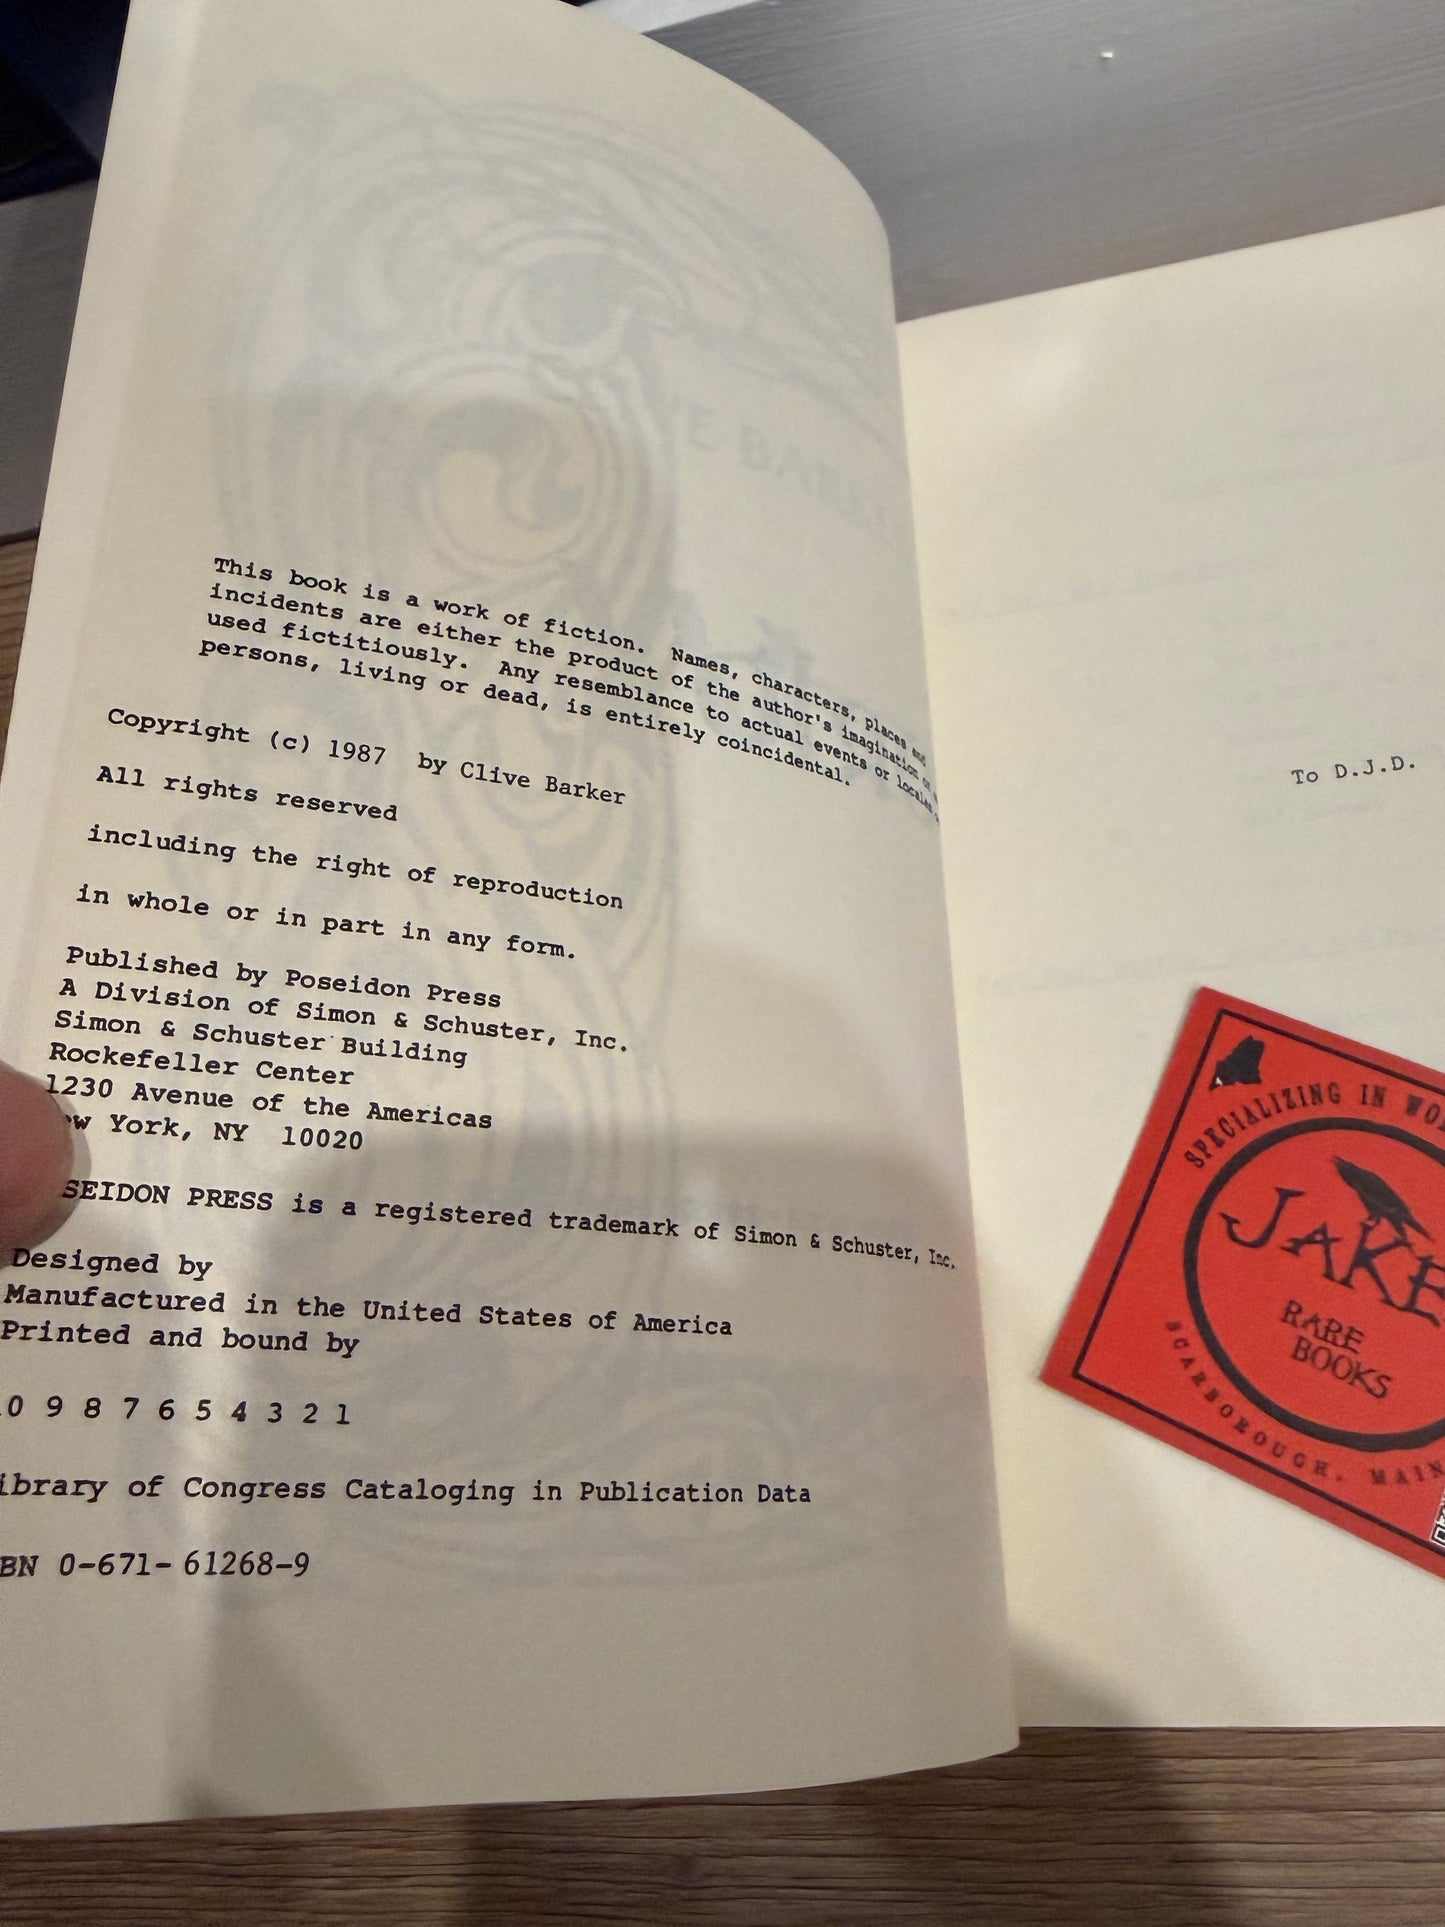 This book is a work of fiction. Names, characters, places and
incidents are either the product of the author's imagination or
used fictitiously. Any resemblance to actual events or locales
persons, living or dead, is entirely coincidental.
Copyright (c) 1987 by Clive Barker
All rights reserved
including the right of reproduction
in whole or in part in any form.
Published by Poseidon Press
A Division of Simon & Schuster, Inc.
Simon & Schuster Building
Rockefeller Center
1230 Avenue of the Americas
ew York, NY 10020
SEIDON PRESS is a registered trademark of Simon & Schuster, Inc.
Designed by
Manufactured in the United States of America
Printed and bound by
0 9 8 7 6 5 4 3 2 1
ibrary of Congress Cataloging in Publication Data
BN 0-671- 61268-9
To D.J.D.
SPECIALIZING IN WO
JAKE
RARE
BOOKS
SCARBOROUGH, MAIN